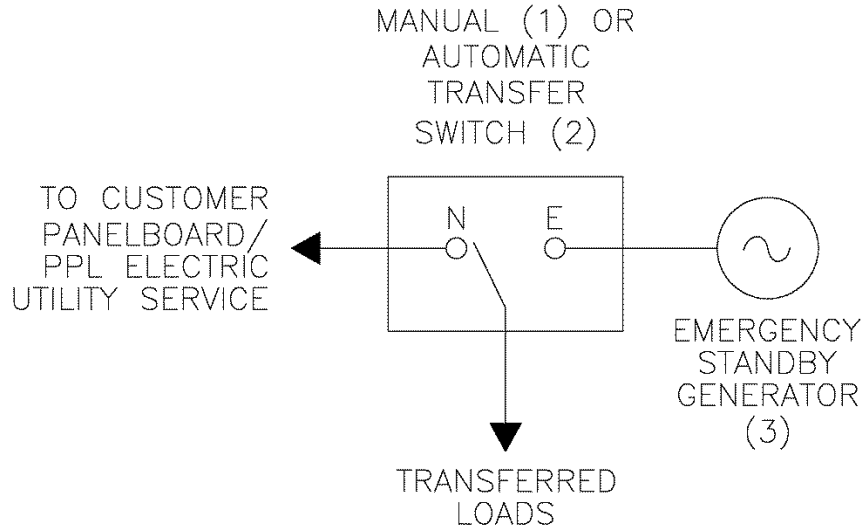 MANUAL (1) OR
AUTOMATIC
TRANSFER
SWITCH (2)
TO CUSTOMER
PANELBOARD/
PPL ELECTRIC
UTILITY SERVICE
N
E
EMERGENCY
STANDBY
GENERATOR
(3)
TRANSFERRED
LOADS